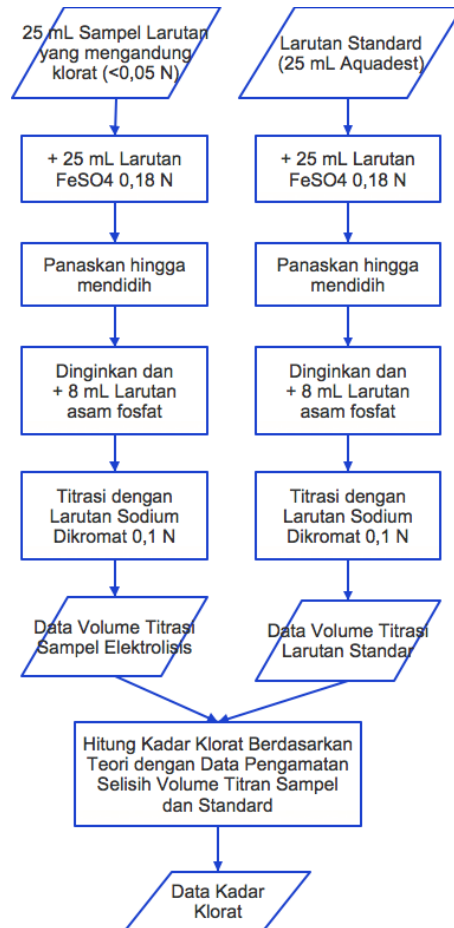 25 mL Sampel Larutan
yang mengandung
klorat (<0,05 N)
Larutan Standard
(25 mL Aquadest)
+ 25 mL Larutan
FeSO4 0,18 N
+ 25 mL Larutan
FeSO4 0,18 N
Panaskan hingga
mendidih
Panaskan hingga
mendidih
Dinginkan dan
+ 8 mL Larutan
asam fosfat
Dinginkan dan
+ 8 mL Larutan
asam fosfat
Titrasi dengan
Larutan Sodium
Dikromat 0,1 N
Titrasi dengan
Larutan Sodium
Dikromat 0,1 N
Data Volume Titrasi
Sampel Elektrolisis
Data Volume Titrasi
Larutan Standar
Hitung Kadar Klorat Berdasarkan
Teori dengan Data Pengamatan
Selisih Volume Titran Sampel
dan Standard
Data Kadar
Klorat